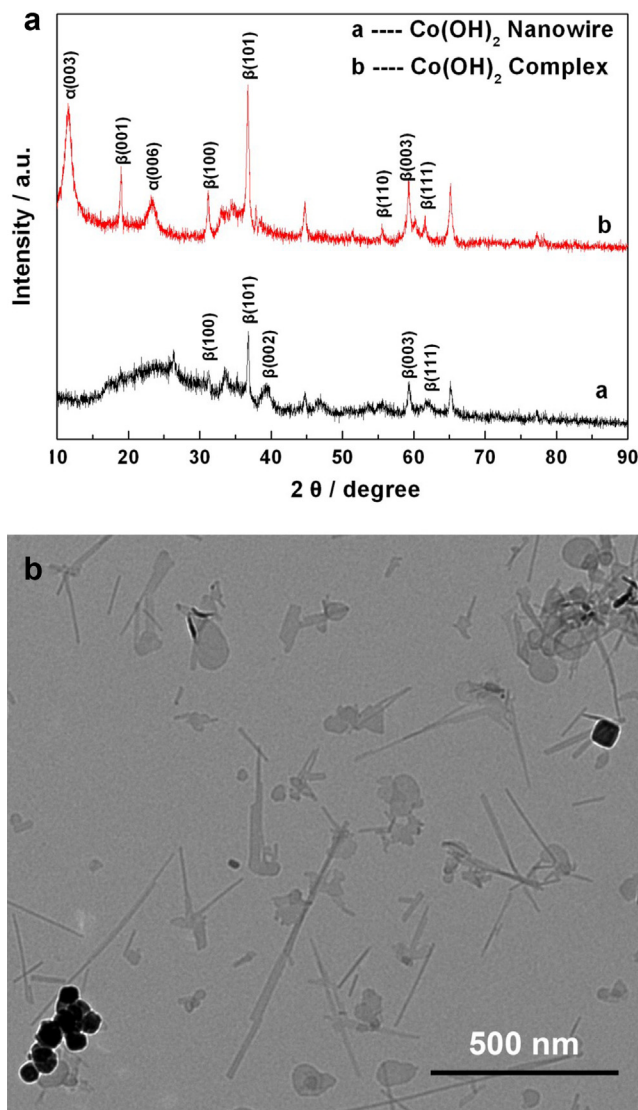 a
a ---- Co(OH)₂ Nanowire
b ---- Co(OH)₂ Complex
α(003)
β(001)
α(006)
β(100)
β(101)
β(110)
β(003)
β(111)
b
β(100)
β(101)
β(002)
β(003)
β(111)
a
Intensity / a.u.
10 20 30 40 50 60 70 80 90
2 θ / degree
b
500 nm